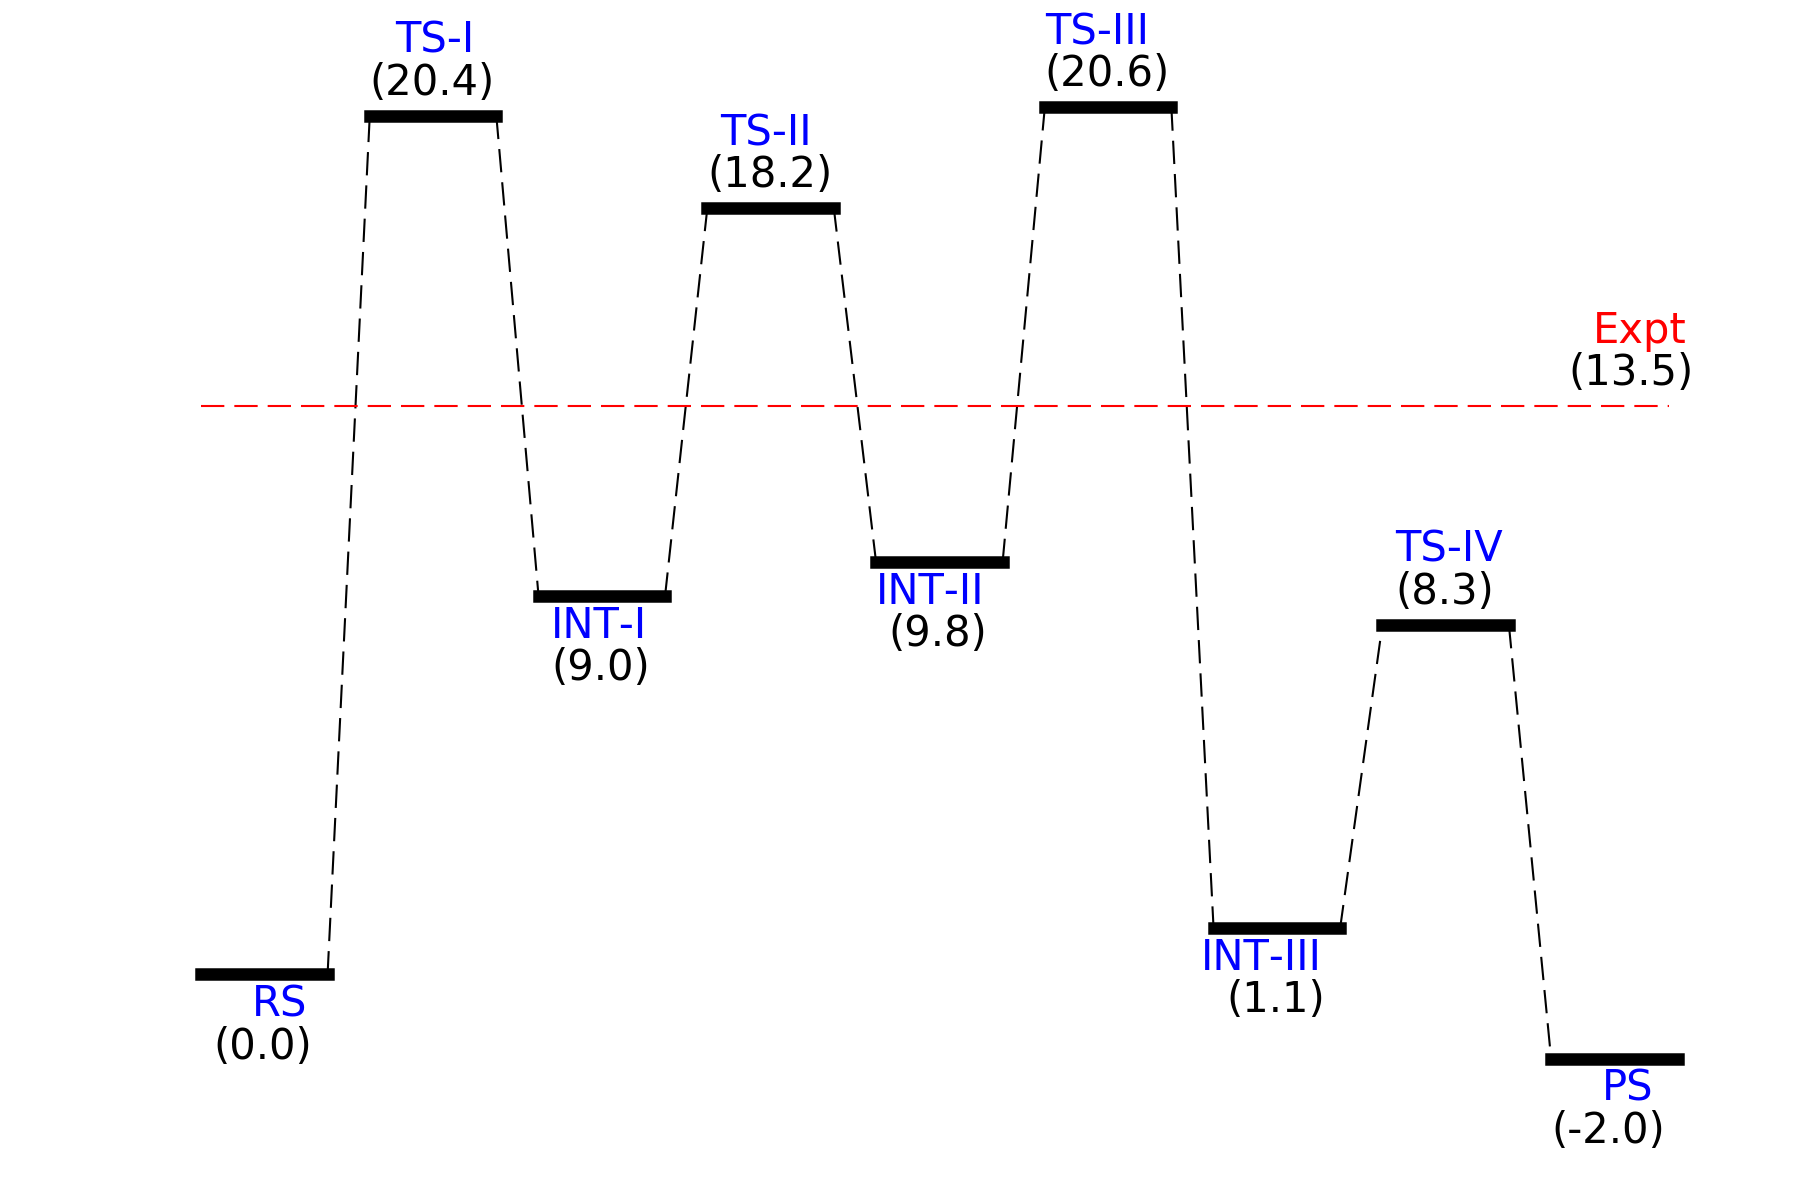 TS-I
(20.4)
TS-II
(18.2)
TS-III
(20.6)
Expt
(13.5)
INT-I
(9.0)
INT-II
(9.8)
TS-IV
(8.3)
RS
(0.0)
INT-III
(1.1)
PS
(-2.0)